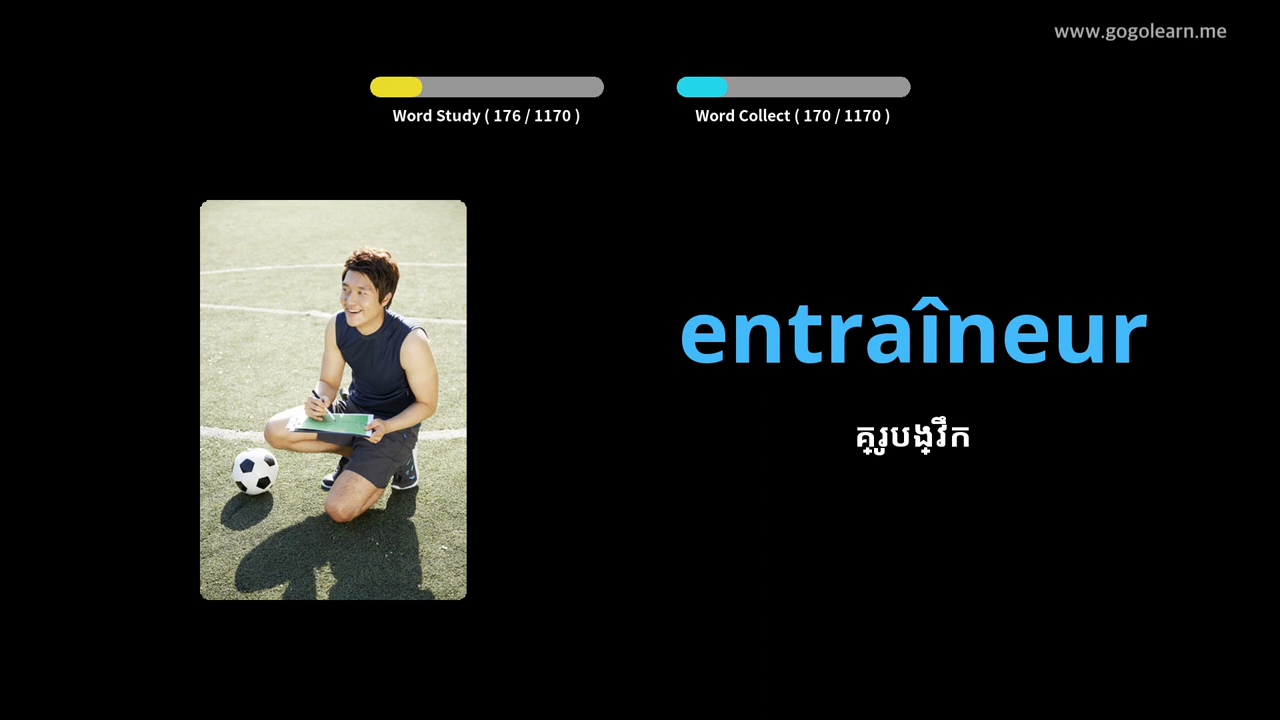 www.gogolearn.me
Word Study ( 176 / 1170 )
Word Collect ( 170 / 1170 )
entraîneur
គ្រូបង្វឹក